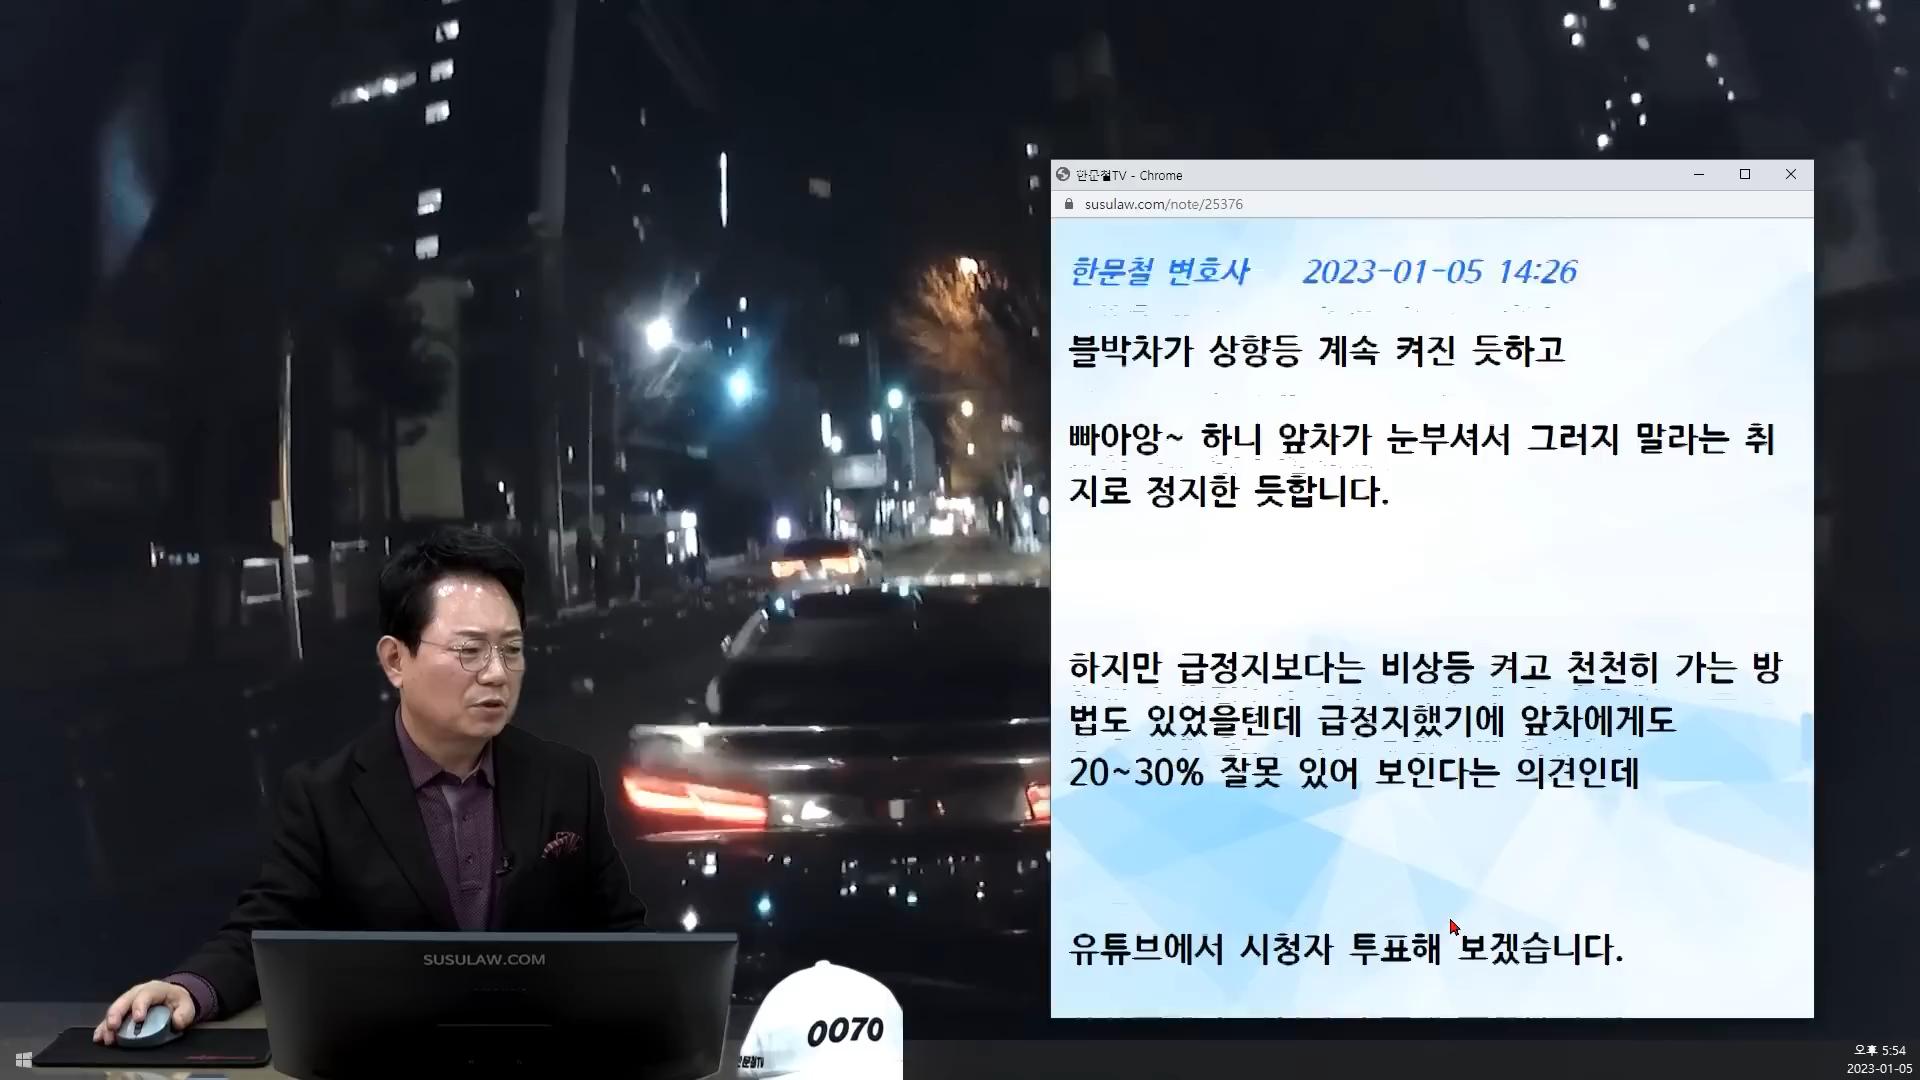 한문철TV - Chrome
susulaw.com/note/25376
한문철 변호사 2023-01-05 14:26
블박차가 상향등 계속 켜진 듯하고
빠아앙~ 하니 앞차가 눈부셔서 그러지 말라는 취
지로 정지한 듯합니다.
하지만 급정지보다는 비상등 켜고 천천히 가는 방
법도 있었을텐데 급정지했기에 앞차에게도
20~30% 잘못 있어 보인다는 의견인데
유튜브에서 시청자 투표해 보겠습니다.
SUSULAW.COM
0070
한문철TV
오후 5:54
2023-01-05